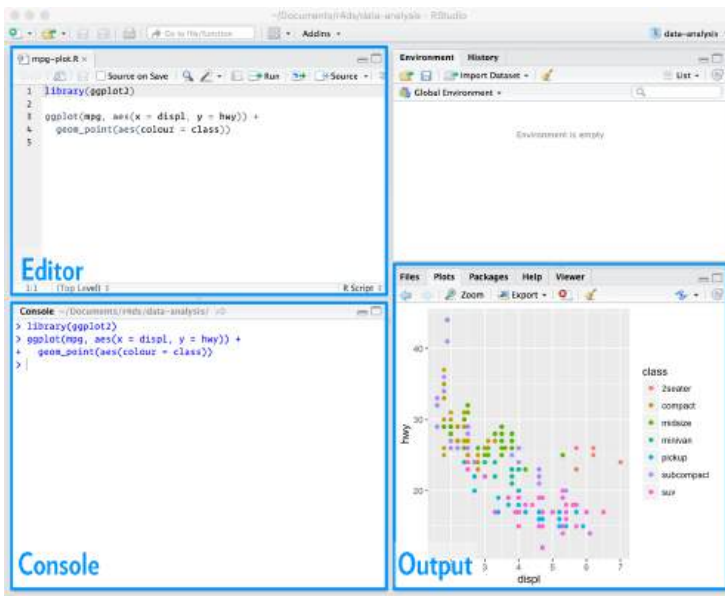 ~/Documents/r4ds/data-analysis - RStudio
Go to file/function Addins data-analysis
mpg-plot.R
Source on Save Run Source
1 library(ggplot2)
2
3 ggplot(mpg, aes(x = displ, y = hwy)) +
4 geom_point(aes(colour = class))
5
Editor
1:1 (Top Level) R Script
Console ~/Documents/r4ds/data-analysis/
> library(ggplot2)
> ggplot(mpg, aes(x = displ, y = hwy)) +
+ geom_point(aes(colour = class))
>
Console
Environment History
Import Dataset List
Global Environment
Environment is empty
Files Plots Packages Help Viewer
Zoom Export
40
30
20
hwy
3 4 5 6 7
displ
class
2seater
compact
midsize
minivan
pickup
subcompact
suv
Output